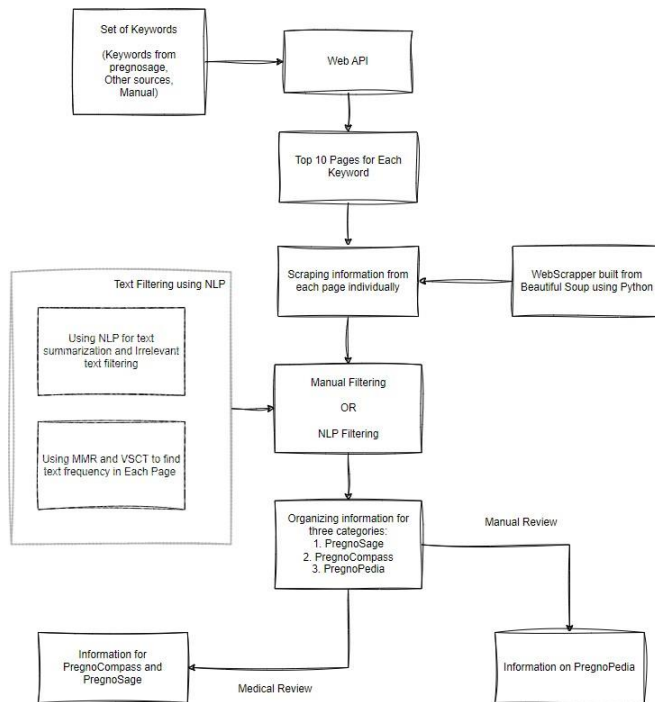 Set of Keywords
(Keywords from
pregnosage,
Other sources,
Manual)
Web API
Top 10 Pages for Each
Keyword
Scraping information from
each page individually
WebScrapper built from
Beautiful Soup using Python
Text Filtering using NLP
Using NLP for text
summarization and Irrelevant
text filtering
Using MMR and VSCT to find
text frequency in Each Page
Manual Filtering
OR
NLP Filtering
Organizing information for
three categories:
1. PregnoSage
2. PregnoCompass
3. PregnoPedia
Manual Review
Information for
PregnoCompass and
PregnoSage
Medical Review
Information on PregnoPedia